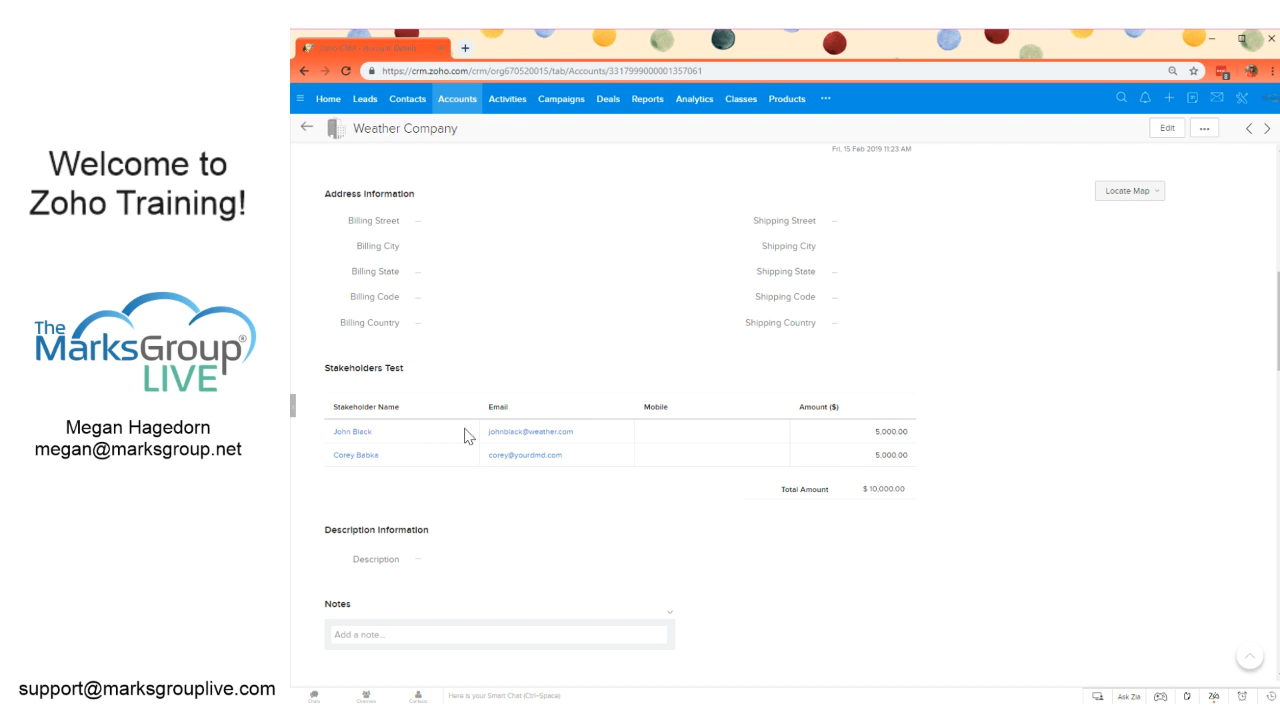 Welcome to
Zoho Training!
The
MarksGroup®
LIVE
Megan Hagedorn
megan@marksgroup.net
support@marksgrouplive.com
https://crm.zoho.com/crm/org670520015/tab/Accounts/3317999000001357061
Home Leads Contacts Accounts Activities Campaigns Deals Reports Analytics Classes Products
Weather Company
Edit
Fri, 15 Feb 2019 11:23 AM
Address Information
Locate Map
Billing Street — Shipping Street —
Billing City Shipping City
Billing State — Shipping State —
Billing Code — Shipping Code —
Billing Country — Shipping Country —
Stakeholders Test
Stakeholder Name Email Mobile Amount ($)
John Black johnblack@weather.com 5,000.00
Corey Babka corey@yourdmd.com 5,000.00
Total Amount $ 10,000.00
Description Information
Description —
Notes
Add a note...
Chats Channels Contacts Here is your Smart Chat (Ctrl+Space) Ask Zia